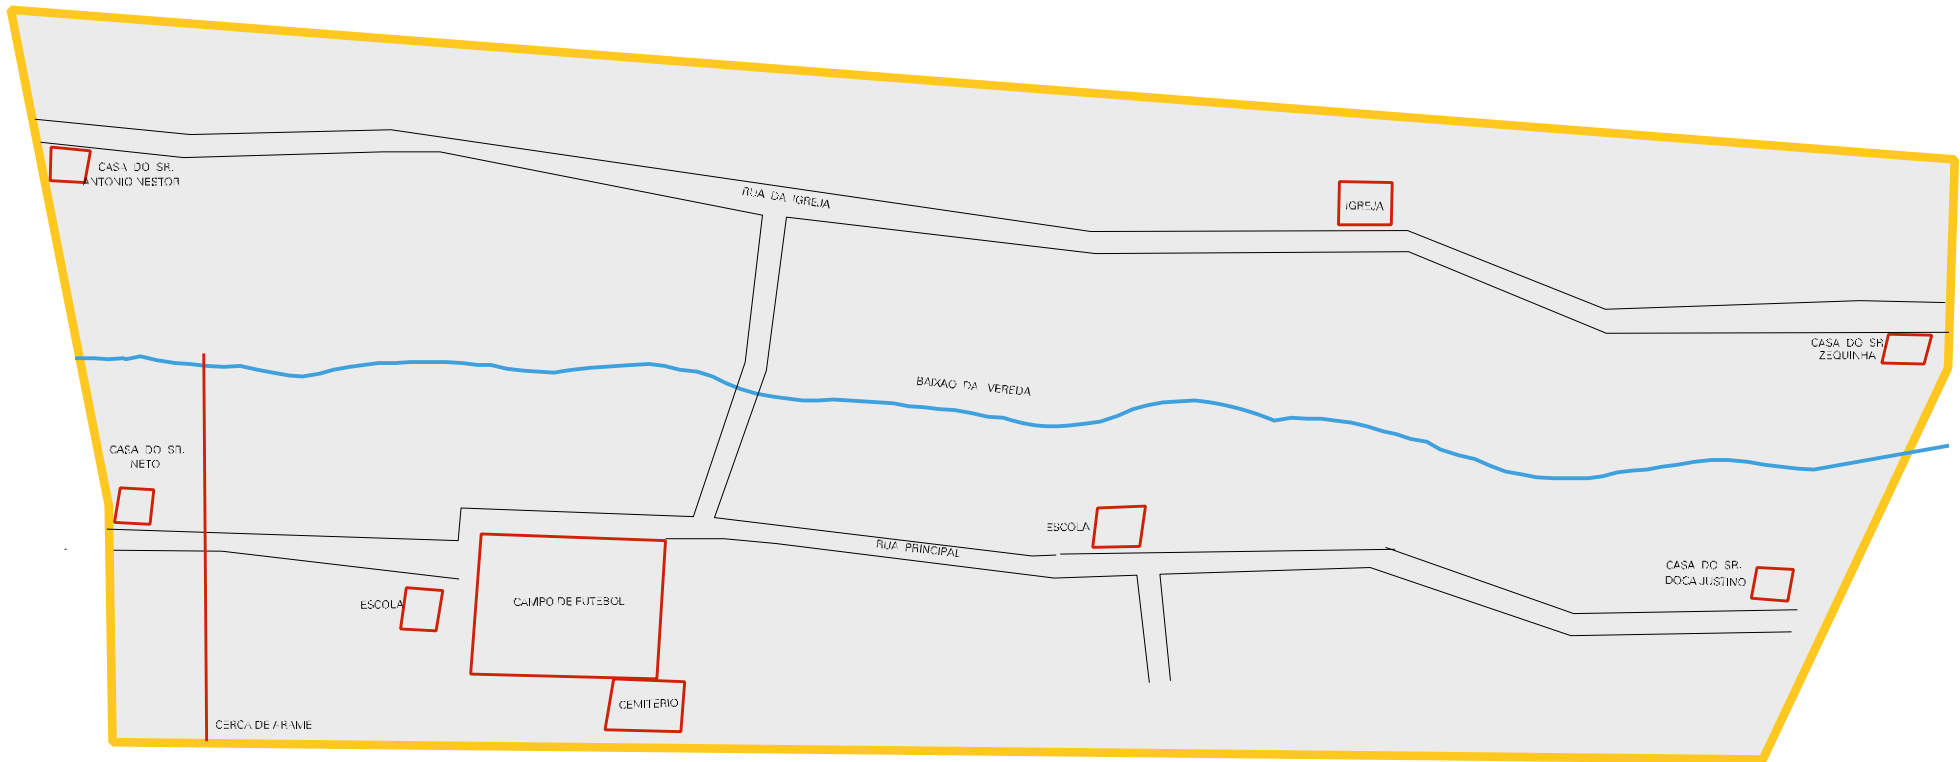 CASA DO SR.
ANTONIO NESTOR
RUA DA IGREJA
IGREJA
CASA DO SR.
ZEQUINHA
BAIXAO DA VEREDA
CASA DO SR.
NETO
ESCOLA
RUA PRINCIPAL
CASA DO SR.
DOCA JUSTINO
ESCOLA
CAMPO DE FUTEBOL
CEMITERIO
CERCA DE ARAME